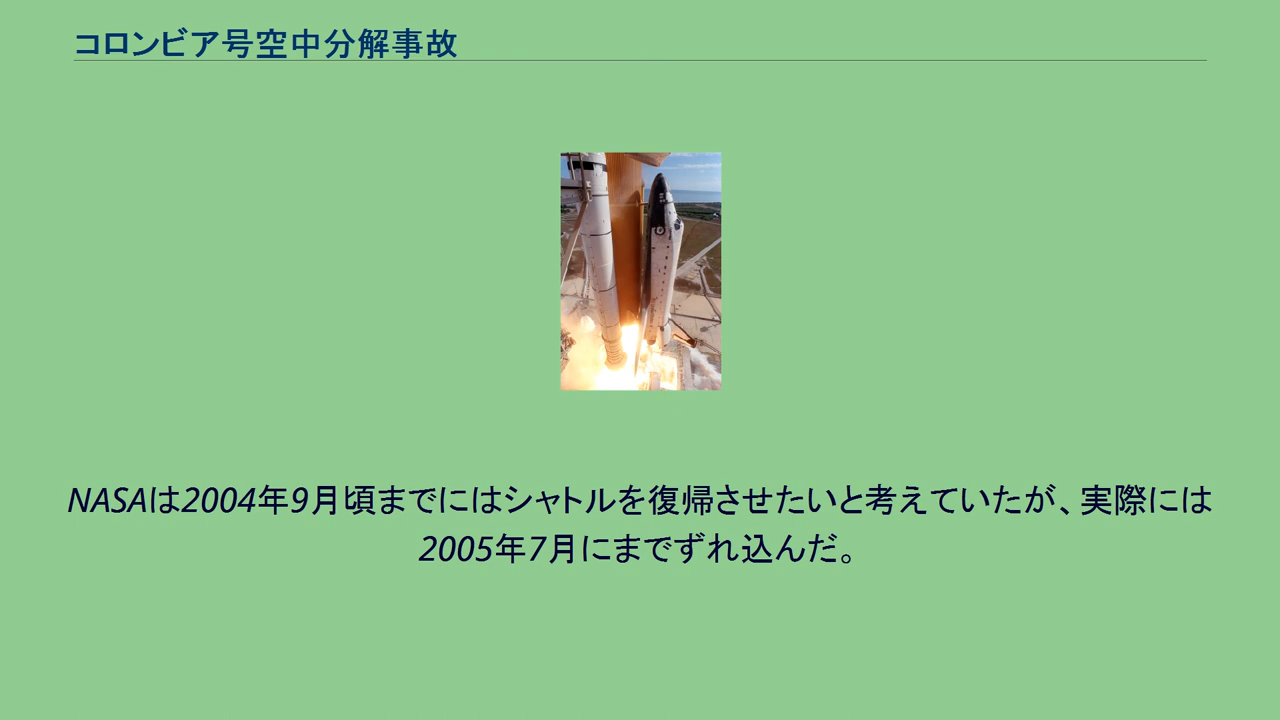 コロンビア号空中分解事故
NASAは2004年9月頃までにはシャトルを復帰させたいと考えていたが、実際には
2005年7月にまでずれ込んだ。